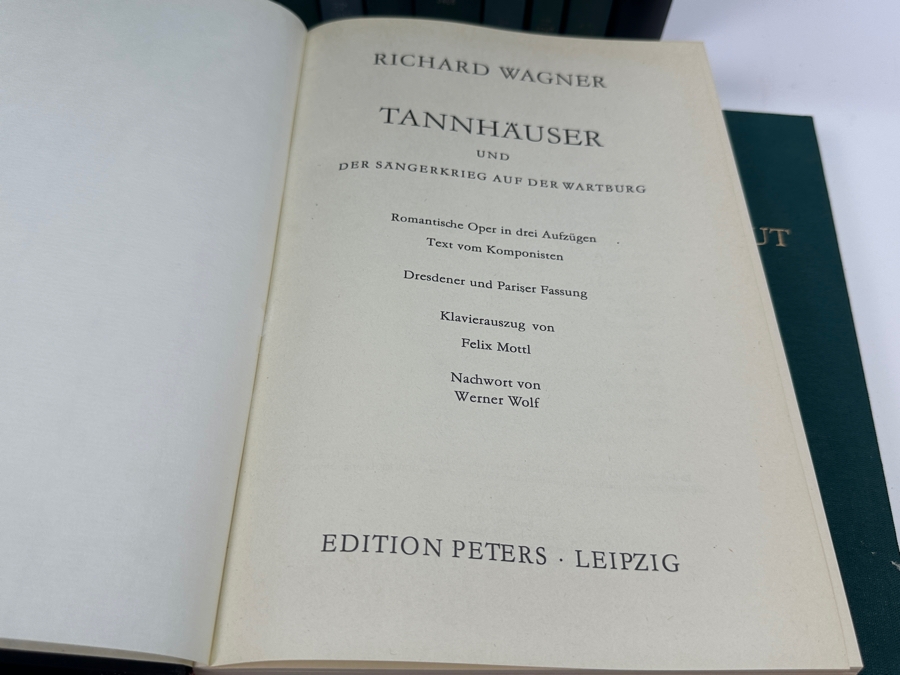 RICHARD WAGNER
TANNHÄUSER
UND
DER SÄNGERKRIEG AUF DER WARTBURG
Romantische Oper in drei Aufzügen
Text vom Komponisten
Dresdener und Pariser Fassung
Klavierauszug von
Felix Mottl
Nachwort von
Werner Wolf
EDITION PETERS · LEIPZIG